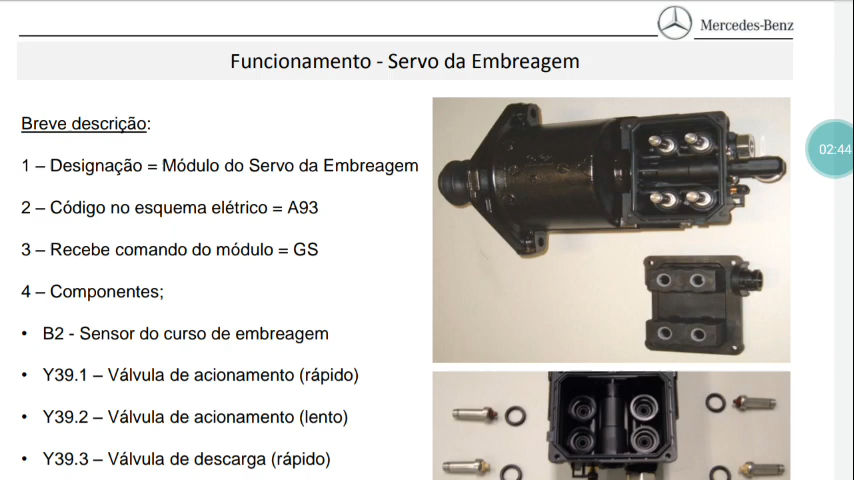 Mercedes-Benz
Funcionamento - Servo da Embreagem
Breve descrição:
1 – Designação = Módulo do Servo da Embreagem
2 – Código no esquema elétrico = A93
3 – Recebe comando do módulo = GS
4 – Componentes;
• B2 - Sensor do curso de embreagem
• Y39.1 – Válvula de acionamento (rápido)
• Y39.2 – Válvula de acionamento (lento)
• Y39.3 – Válvula de descarga (rápido)
02:44